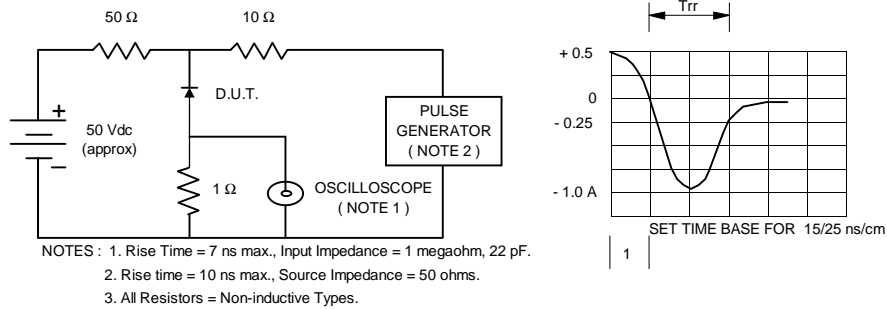 50 Ω
10 Ω
Trr
+ 0.5
D.U.T.
+
50 Vdc
(approx)
−
PULSE
GENERATOR
( NOTE 2 )
0
- 0.25
1 Ω
OSCILLOSCOPE
( NOTE 1 )
- 1.0 A
SET TIME BASE FOR 15/25 ns/cm
1
NOTES : 1. Rise Time = 7 ns max., Input Impedance = 1 megaohm, 22 pF.
2. Rise time = 10 ns max., Source Impedance = 50 ohms.
3. All Resistors = Non-inductive Types.